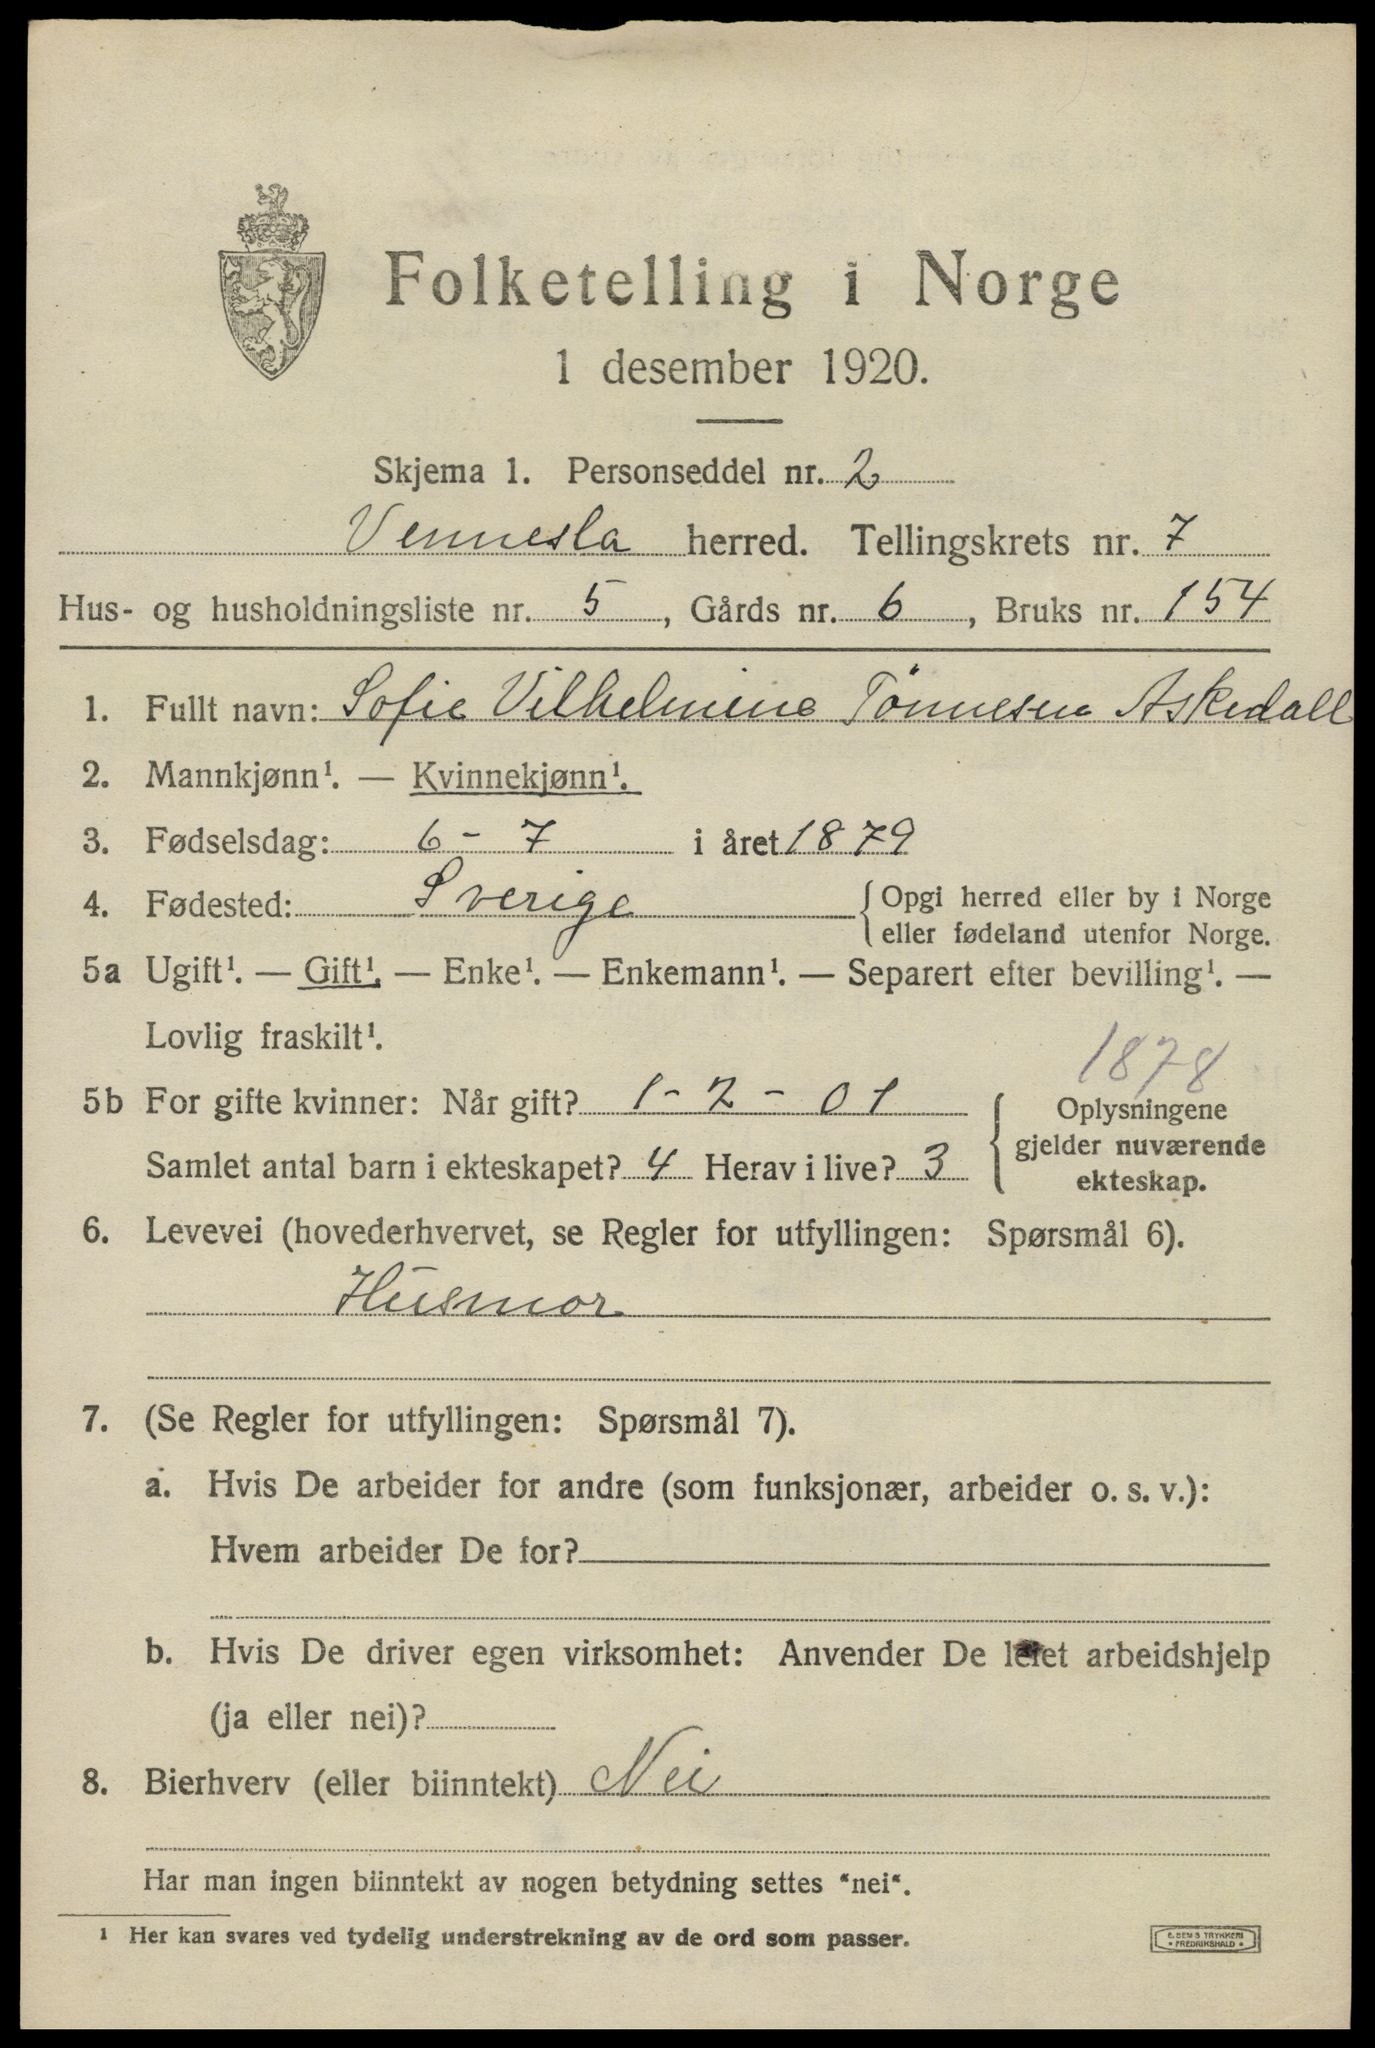 Folketelling i Norge
1 desember 1920.
Skjema 1. Personseddel nr. 2
Vennesla herred. Tellingskrets nr. 7
Hus- og husholdningsliste nr. 5, Gårds nr. 6, Bruks nr. 154
1. Fullt navn: Sofie Vilhelmine Tönnesen Askedall
2. Mannkjønn¹. — Kvinnekjønn¹.
3. Fødselsdag: 6 - 7 i året 1879
4. Fødested: Sverige { Opgi herred eller by i Norge
eller fødeland utenfor Norge.
5a Ugift¹. — Gift¹. — Enke¹. — Enkemann¹. — Separert efter bevilling¹. —
Lovlig fraskilt¹.
1878
5b For gifte kvinner: Når gift? 1 - 2 - 01
Samlet antal barn i ekteskapet? 4 Herav i live? 3
{ Oplysningene
gjelder nuværende
ekteskap.
6. Levevei (hovederhvervet, se Regler for utfyllingen: Spørsmål 6).
Husmor
7. (Se Regler for utfyllingen: Spørsmål 7).
a. Hvis De arbeider for andre (som funksjonær, arbeider o. s. v.):
Hvem arbeider De for?
b. Hvis De driver egen virksomhet: Anvender De leiet arbeidshjelp
(ja eller nei)?
8. Bierhverv (eller biinntekt) Nei
Har man ingen biinntekt av nogen betydning settes "nei".
¹ Her kan svares ved tydelig understrekning av de ord som passer.
E. SEM'S TRYKKERI
• FREDRIKSHALD •